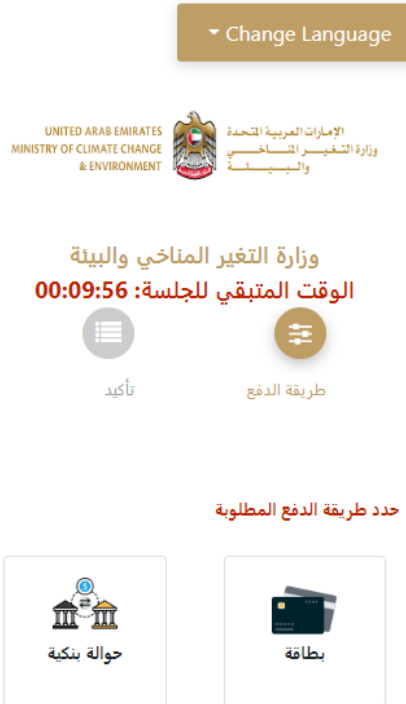 Change Language
UNITED ARAB EMIRATES
MINISTRY OF CLIMATE CHANGE
& ENVIRONMENT
الإمارات العربية المتحدة
وزارة التغيير المناخي
والبيئة
وزارة التغير المناخي والبيئة
الوقت المتبقي للجلسة: 00:09:56
طريقة الدفع
تأكيد
حدد طريقة الدفع المطلوبة
بطاقة
حوالة بنكية